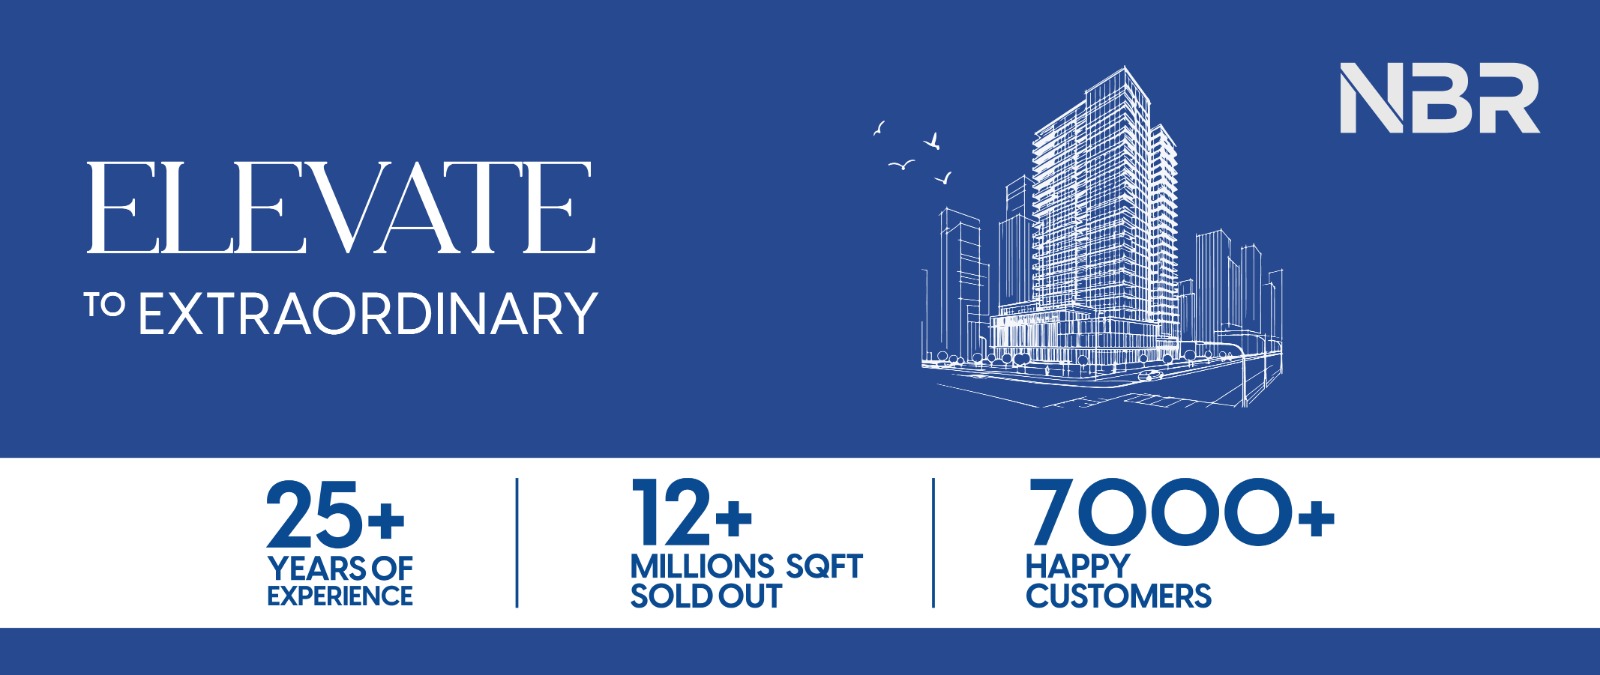 NBR
ELEVATE
TO EXTRAORDINARY
25+
YEARS OF
EXPERIENCE
12+
MILLIONS SQFT
SOLD OUT
7000+
HAPPY
CUSTOMERS